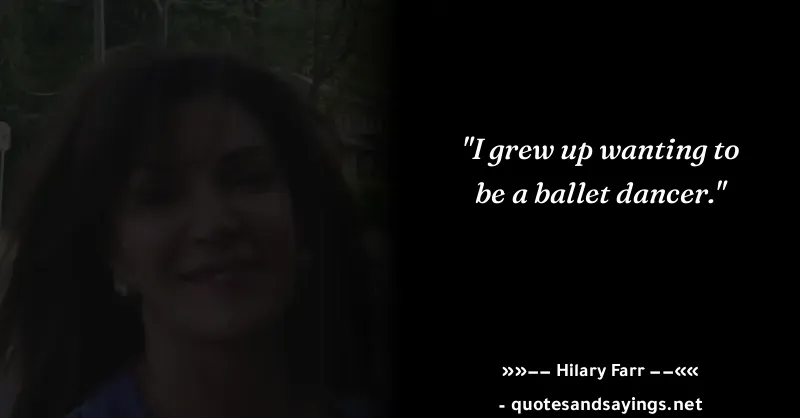 "I grew up wanting to
be a ballet dancer."
»»—— Hilary Farr ——««
- quotesandsayings.net